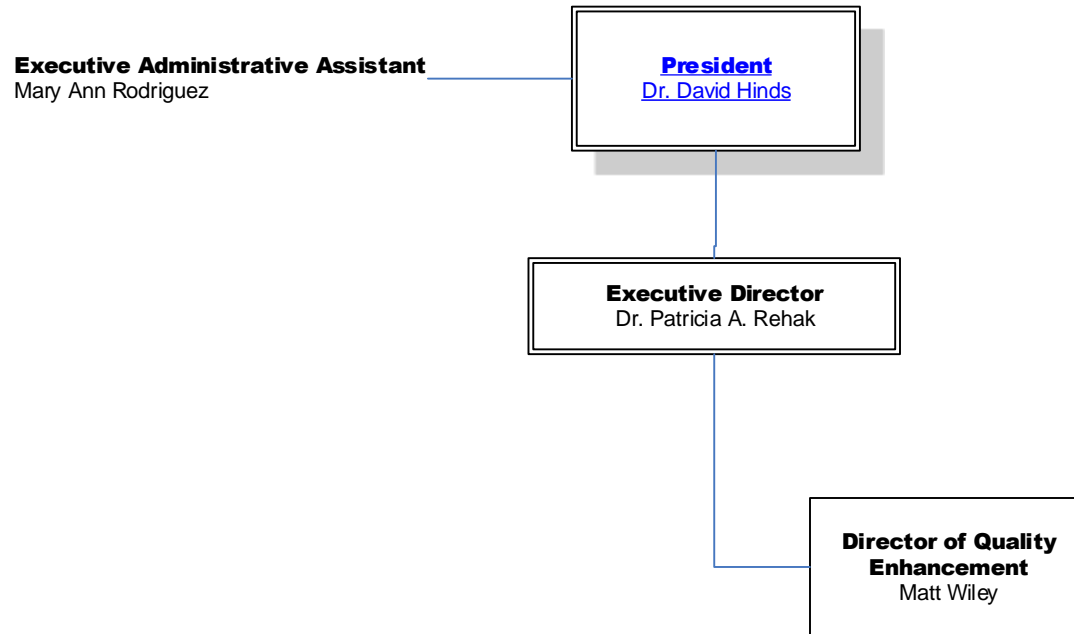 Executive Administrative Assistant
Mary Ann Rodriguez
President
Dr. David Hinds
Executive Director
Dr. Patricia A. Rehak
Director of Quality
Enhancement
Matt Wiley